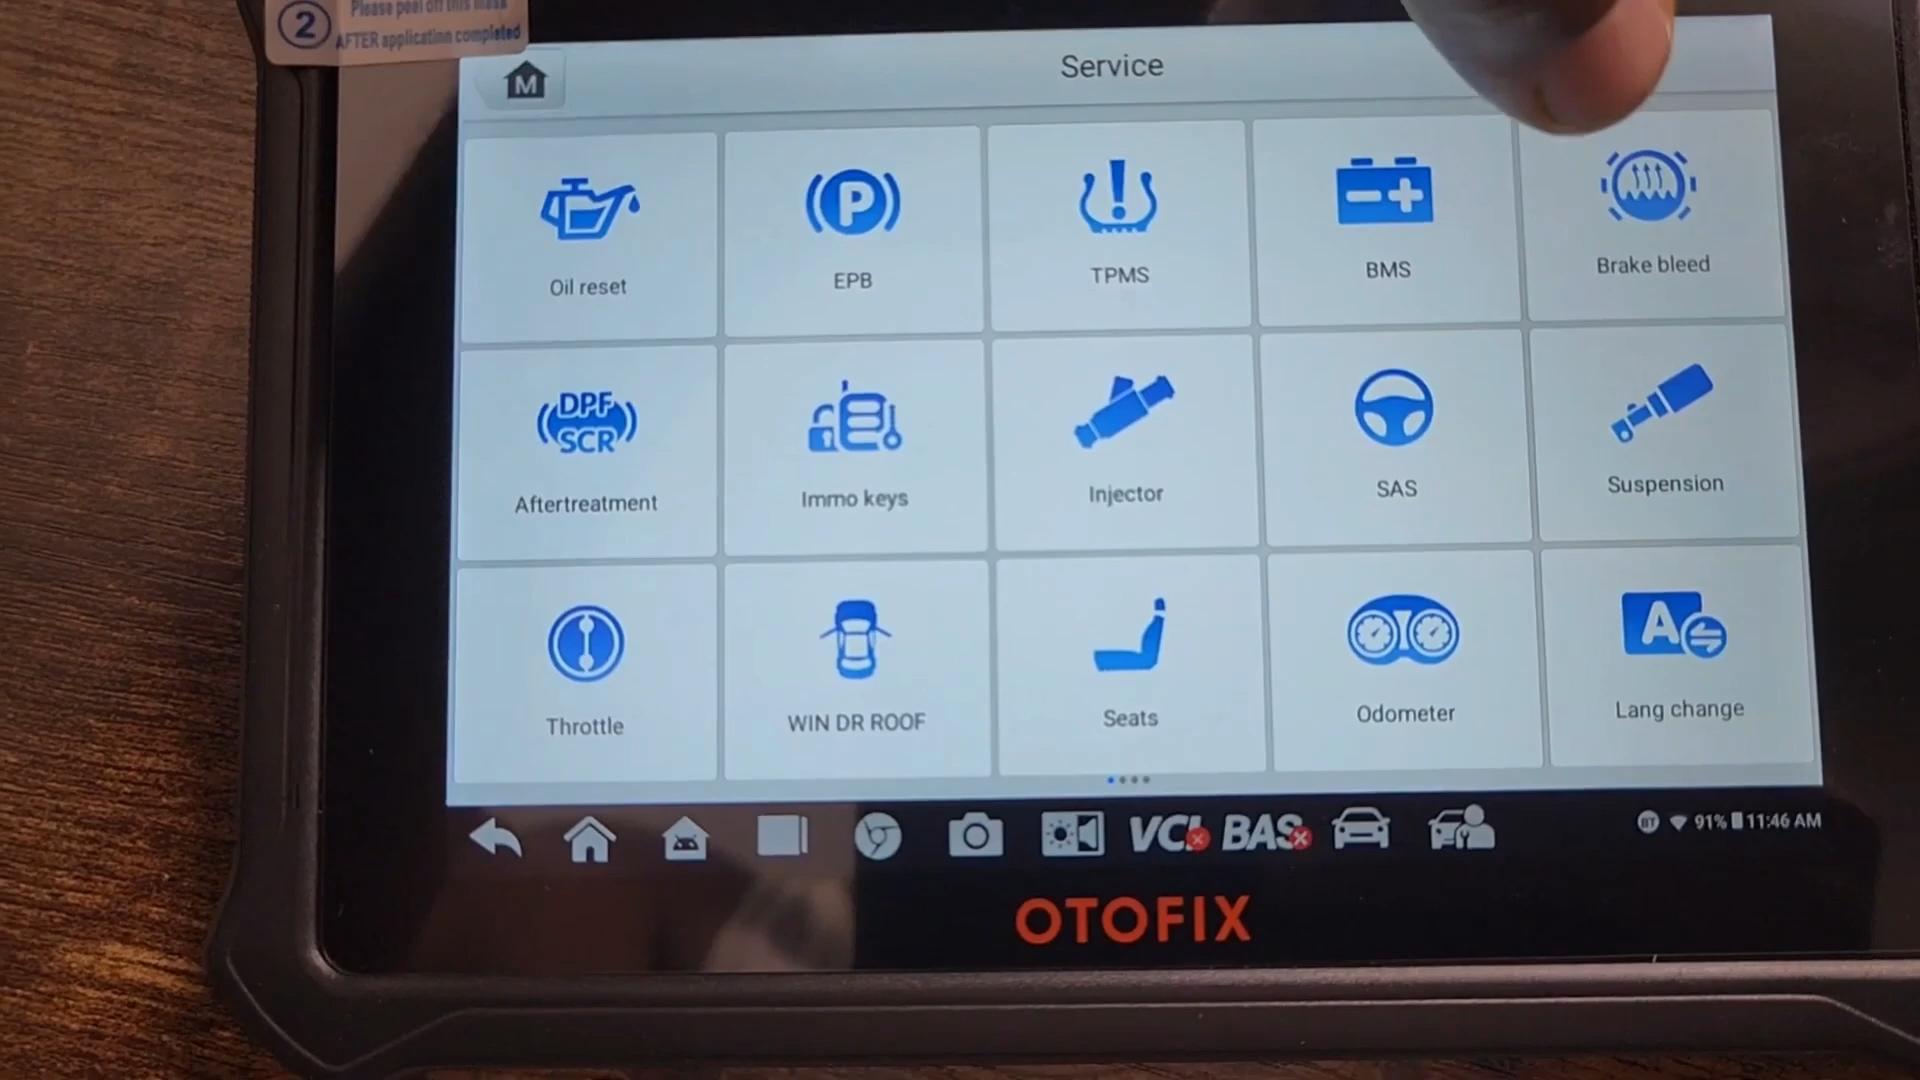 2
Please peel off this mask
AFTER application completed
M
Service
Oil reset
P
EPB
TPMS
BMS
Brake bleed
DPF
SCR
Aftertreatment
Immo keys
Injector
SAS
Suspension
Throttle
WIN DR ROOF
Seats
Odometer
A
Lang change
VCI BAS
BT 91% 11:46 AM
OTOFIX